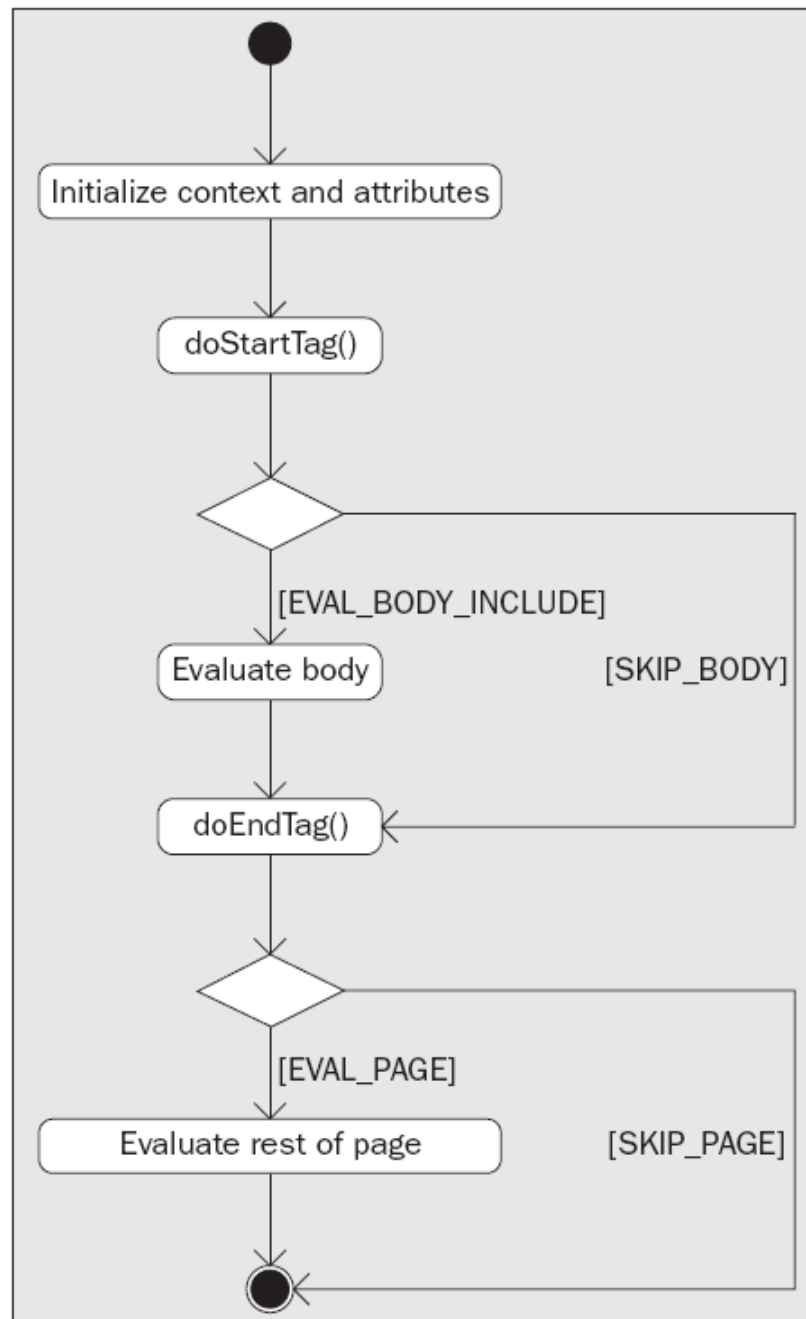 Initialize context and attributes
doStartTag()
[EVAL_BODY_INCLUDE]
Evaluate body
[SKIP_BODY]
doEndTag()
[EVAL_PAGE]
Evaluate rest of page
[SKIP_PAGE]